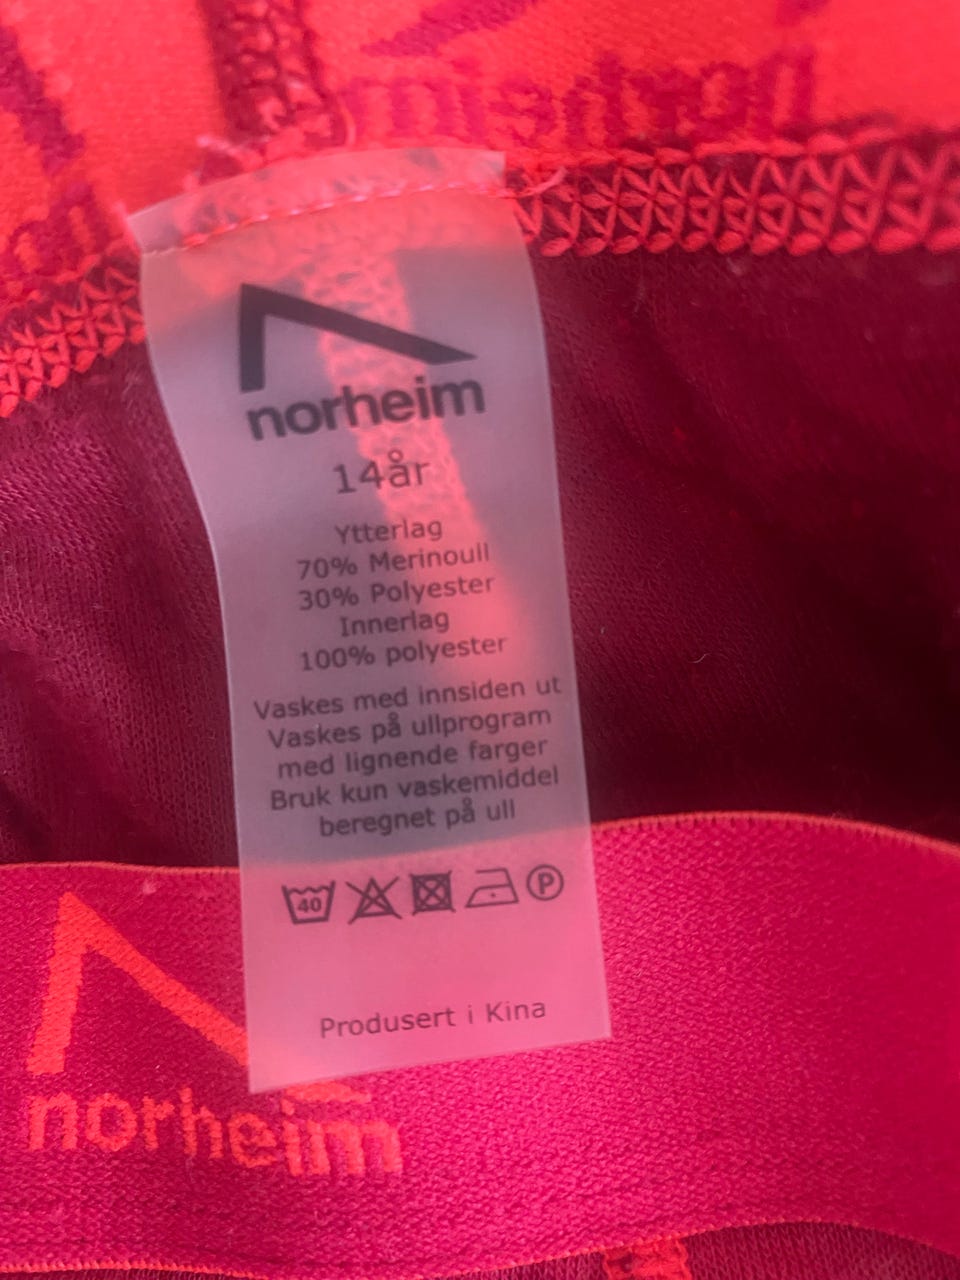 norheim
norheim
14år
Ytterlag
70% Merinoull
30% Polyester
Innerlag
100% polyester
Vaskes med innsiden ut
Vaskes på ullprogram
med lignende farger
Bruk kun vaskemiddel
beregnet på ull
40
P
Produsert i Kina
norheim